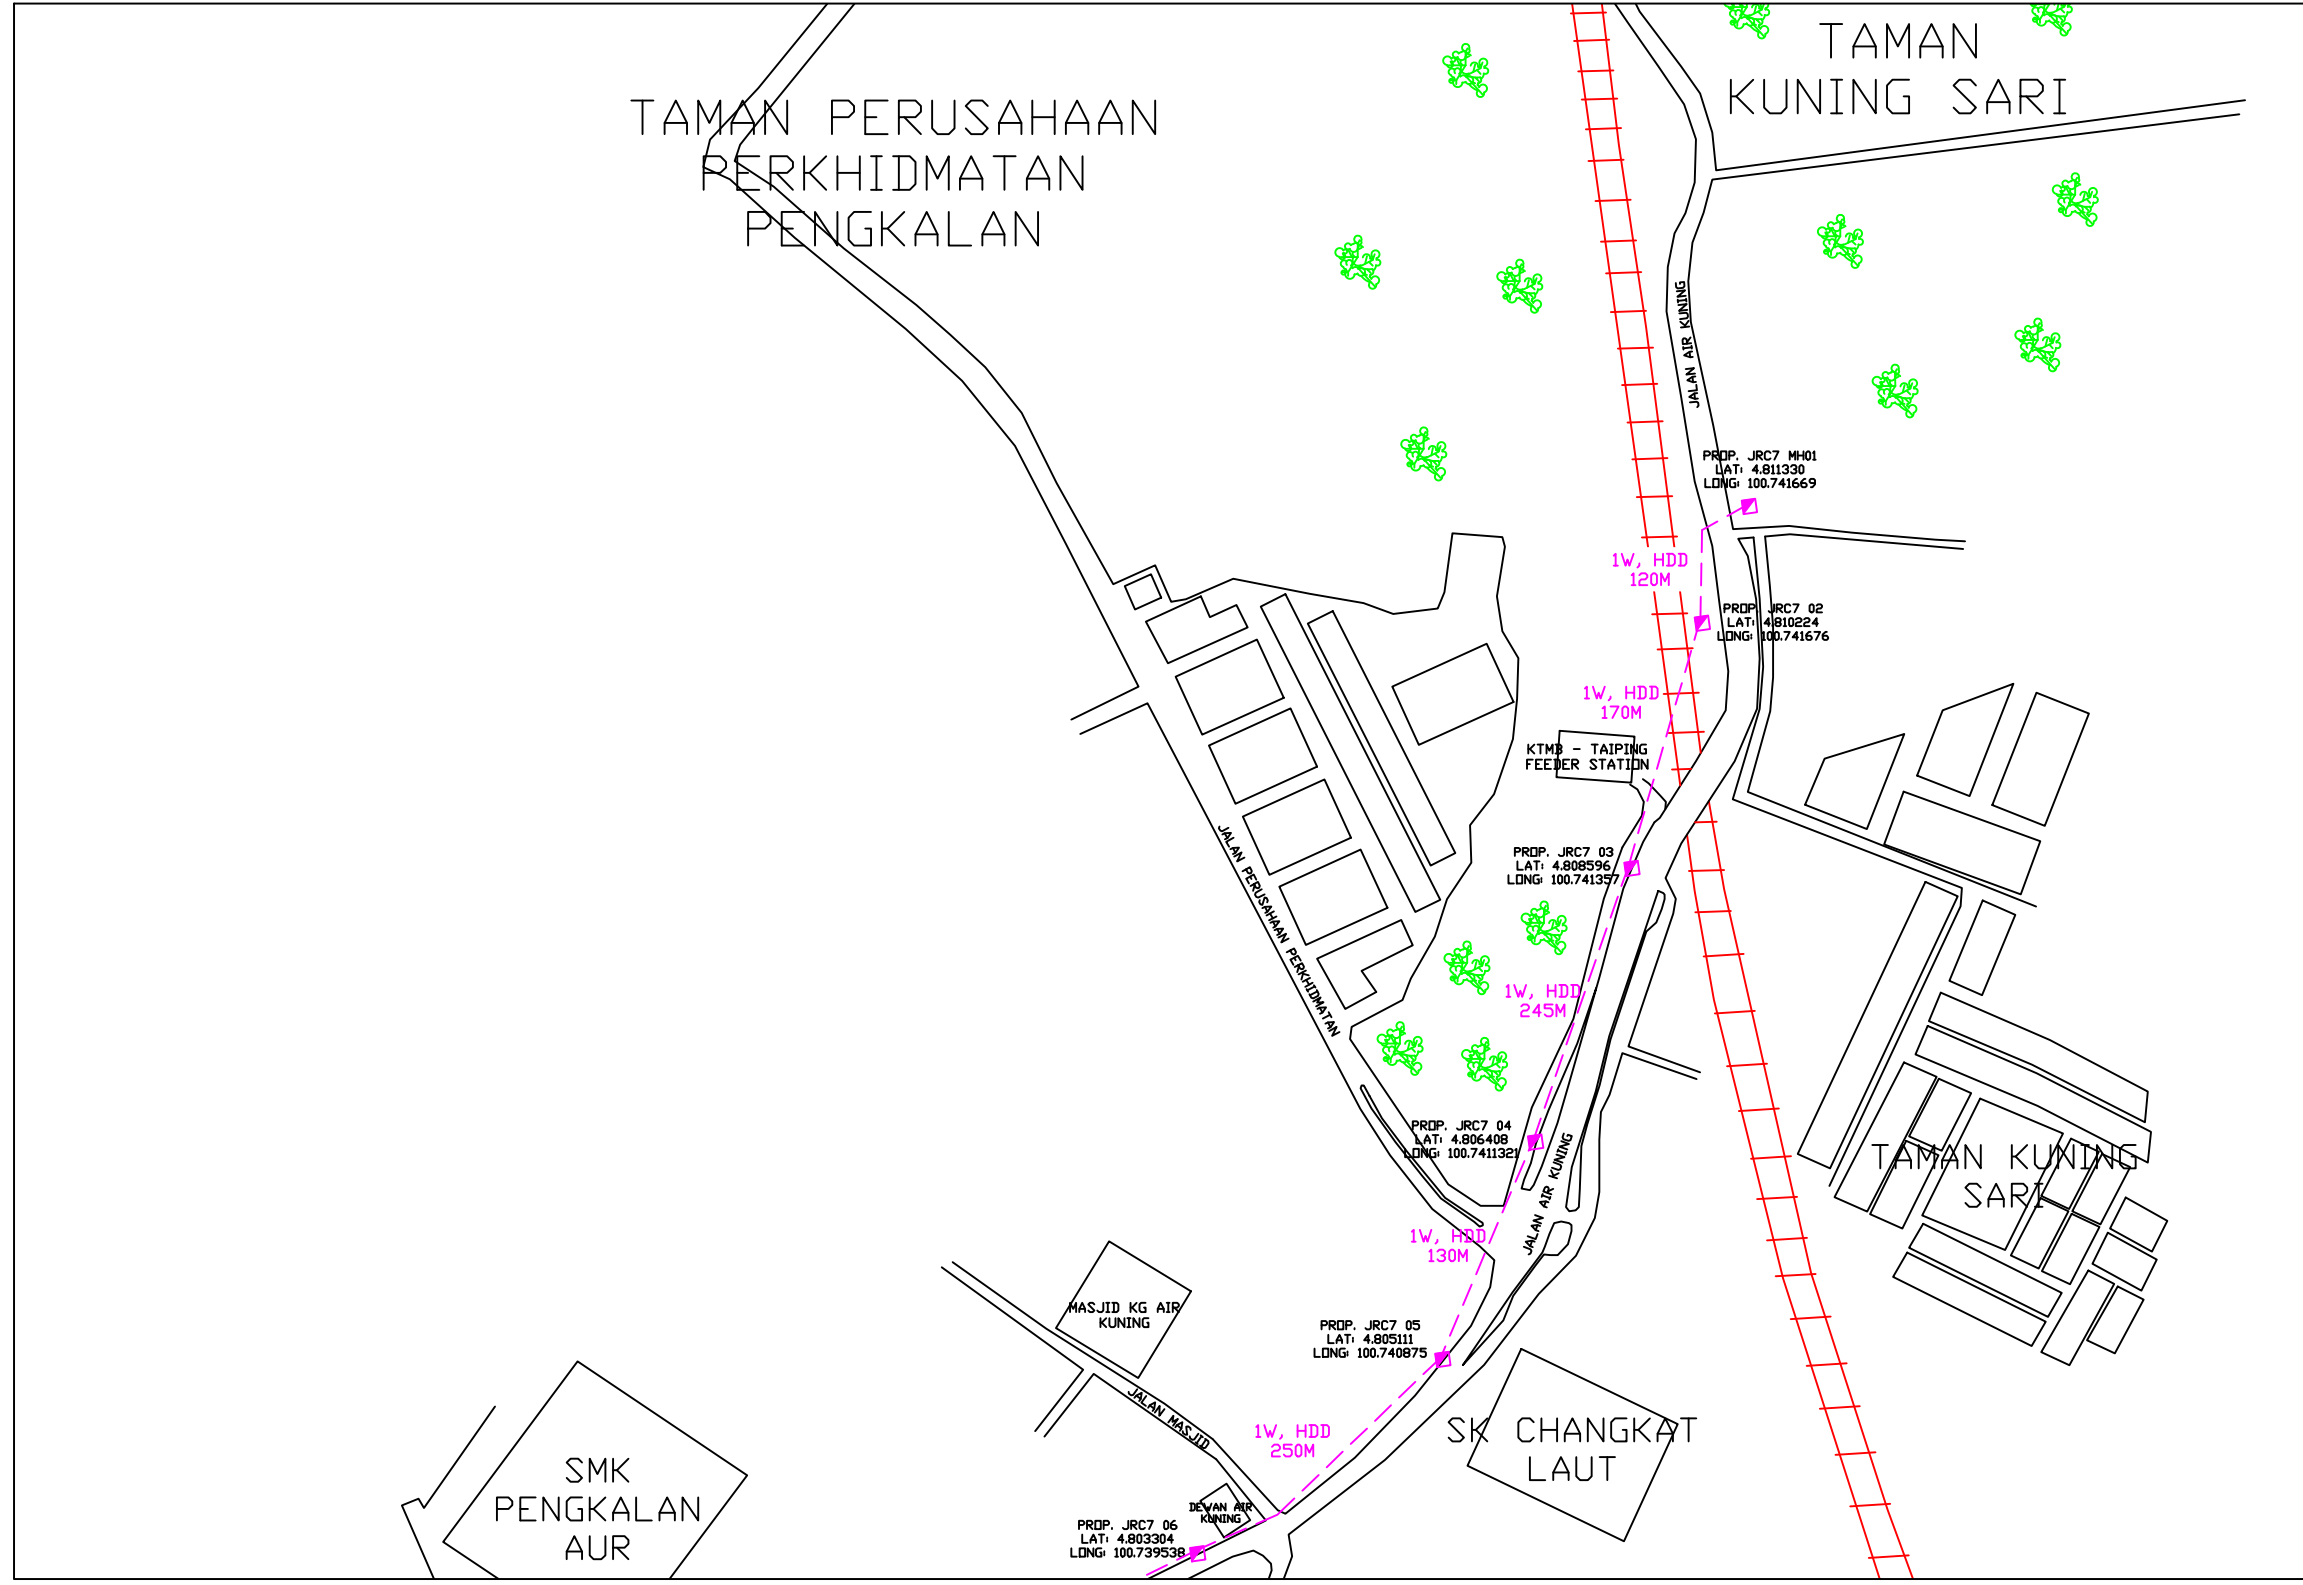 TAMAN
KUNING SARI
TAMAN PERUSAHAAN
PERKHIDMATAN
PENGKALAN
JALAN AIR KUNING
PROP. JRC7 MH01
LAT: 4.811330
LONG: 100.741669
1W, HDD
120M
PROP. JRC7 02
LAT: 4.810224
LONG: 100.741676
1W, HDD
170M
KTMB - TAIPING
FEEDER STATION
PROP. JRC7 03
LAT: 4.808596
LONG: 100.741357
JALAN PERUSAHAAN PERKHIDMATAN
1W, HDD
245M
PROP. JRC7 04
LAT: 4.806408
LONG: 100.7411321
JALAN AIR KUNING
TAMAN KUNING
SARI
1W, HDD
130M
MASJID KG AIR
KUNING
PROP. JRC7 05
LAT: 4.805111
LONG: 100.740875
JALAN MASJID
1W, HDD
250M
SK CHANGKAT
LAUT
SMK
PENGKALAN
AUR
DEWAN AIR
KUNING
PROP. JRC7 06
LAT: 4.803304
LONG: 100.739538